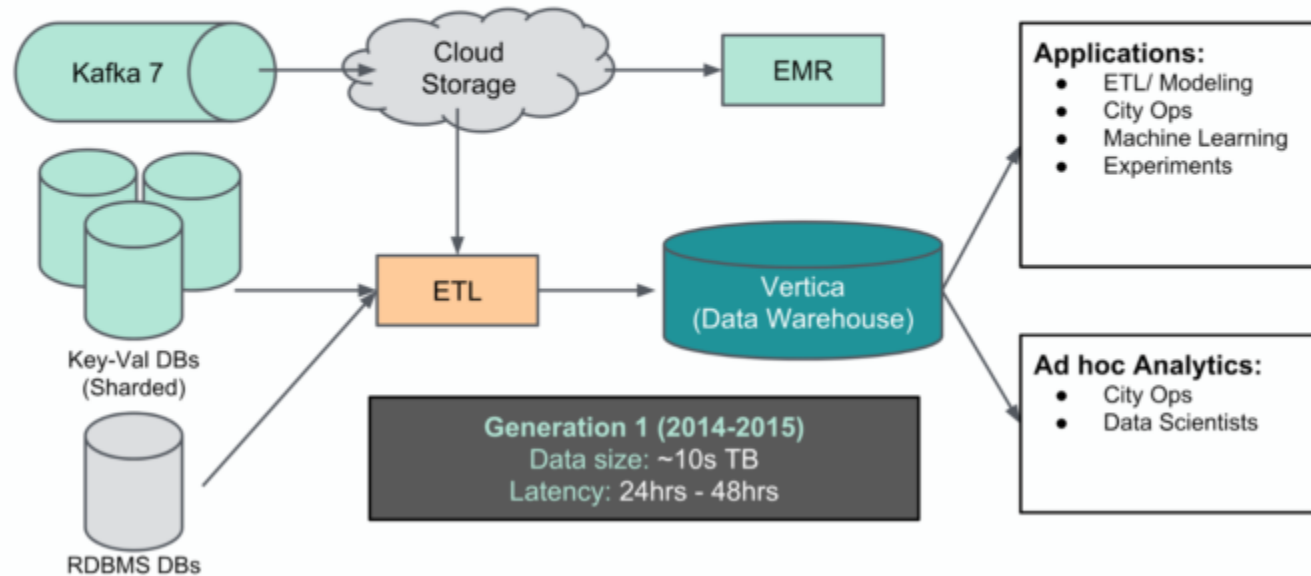 Kafka 7
Cloud
Storage
EMR
Applications:
● ETL/ Modeling
● City Ops
● Machine Learning
● Experiments
Key-Val DBs
(Sharded)
ETL
Vertica
(Data Warehouse)
Ad hoc Analytics:
● City Ops
● Data Scientists
Generation 1 (2014-2015)
Data size: ~10s TB
Latency: 24hrs - 48hrs
RDBMS DBs